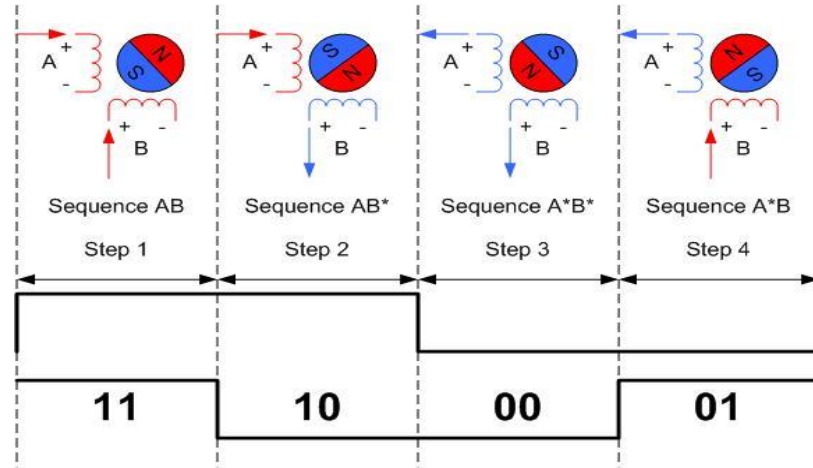 + N + S + S + N
A A A A
- S - N - N - S
+ - + - + - + -
B B B B
Sequence AB Sequence AB* Sequence A*B* Sequence A*B
Step 1 Step 2 Step 3 Step 4
11 10 00 01